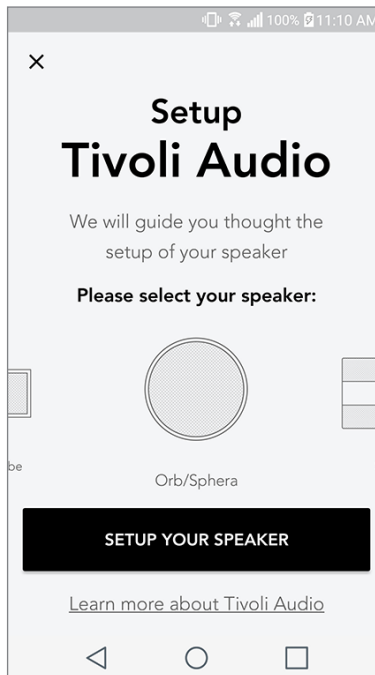 100% 11:10 AM
Setup
Tivoli Audio
We will guide you thought the
setup of your speaker
Please select your speaker:
be
Orb/Sphera
SETUP YOUR SPEAKER
Learn more about Tivoli Audio